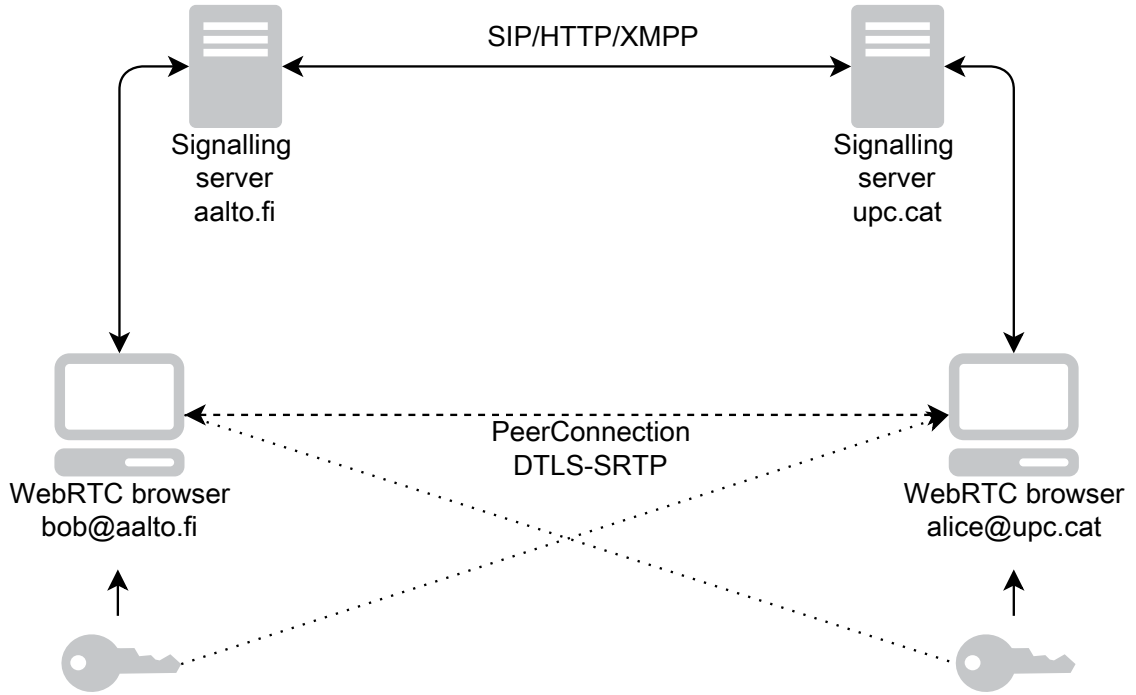 SIP/HTTP/XMPP
Signalling
server
aalto.fi
Signalling
server
upc.cat
PeerConnection
DTLS-SRTP
WebRTC browser
bob@aalto.fi
WebRTC browser
alice@upc.cat